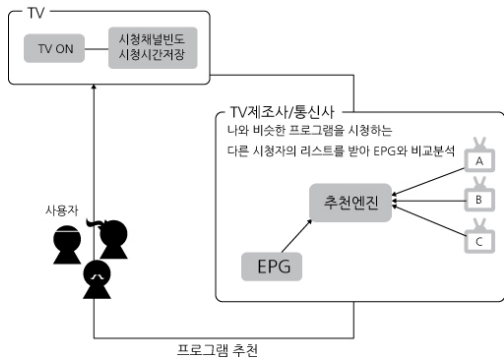 TV
TV ON
시청채널빈도
시청시간저장
TV제조사/통신사
나와 비슷한 프로그램을 시청하는
다른 시청자의 리스트를 받아 EPG와 비교분석
A
사용자
추천엔진
B
C
EPG
프로그램 추천